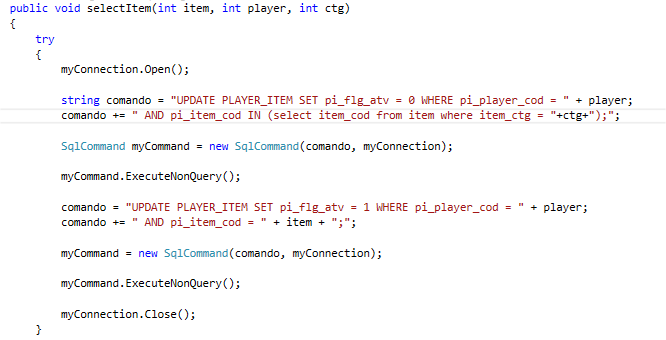 public void selectItem(int item, int player, int ctg)
{
try
{
myConnection.Open();
string comando = "UPDATE PLAYER_ITEM SET pi_flg_atv = 0 WHERE pi_player_cod = " + player;
comando += " AND pi_item_cod IN (select item_cod from item where item_ctg = "+ctg+");";
SqlCommand myCommand = new SqlCommand(comando, myConnection);
myCommand.ExecuteNonQuery();
comando = "UPDATE PLAYER_ITEM SET pi_flg_atv = 1 WHERE pi_player_cod = " + player;
comando += " AND pi_item_cod = " + item + ";";
myCommand = new SqlCommand(comando, myConnection);
myCommand.ExecuteNonQuery();
myConnection.Close();
}